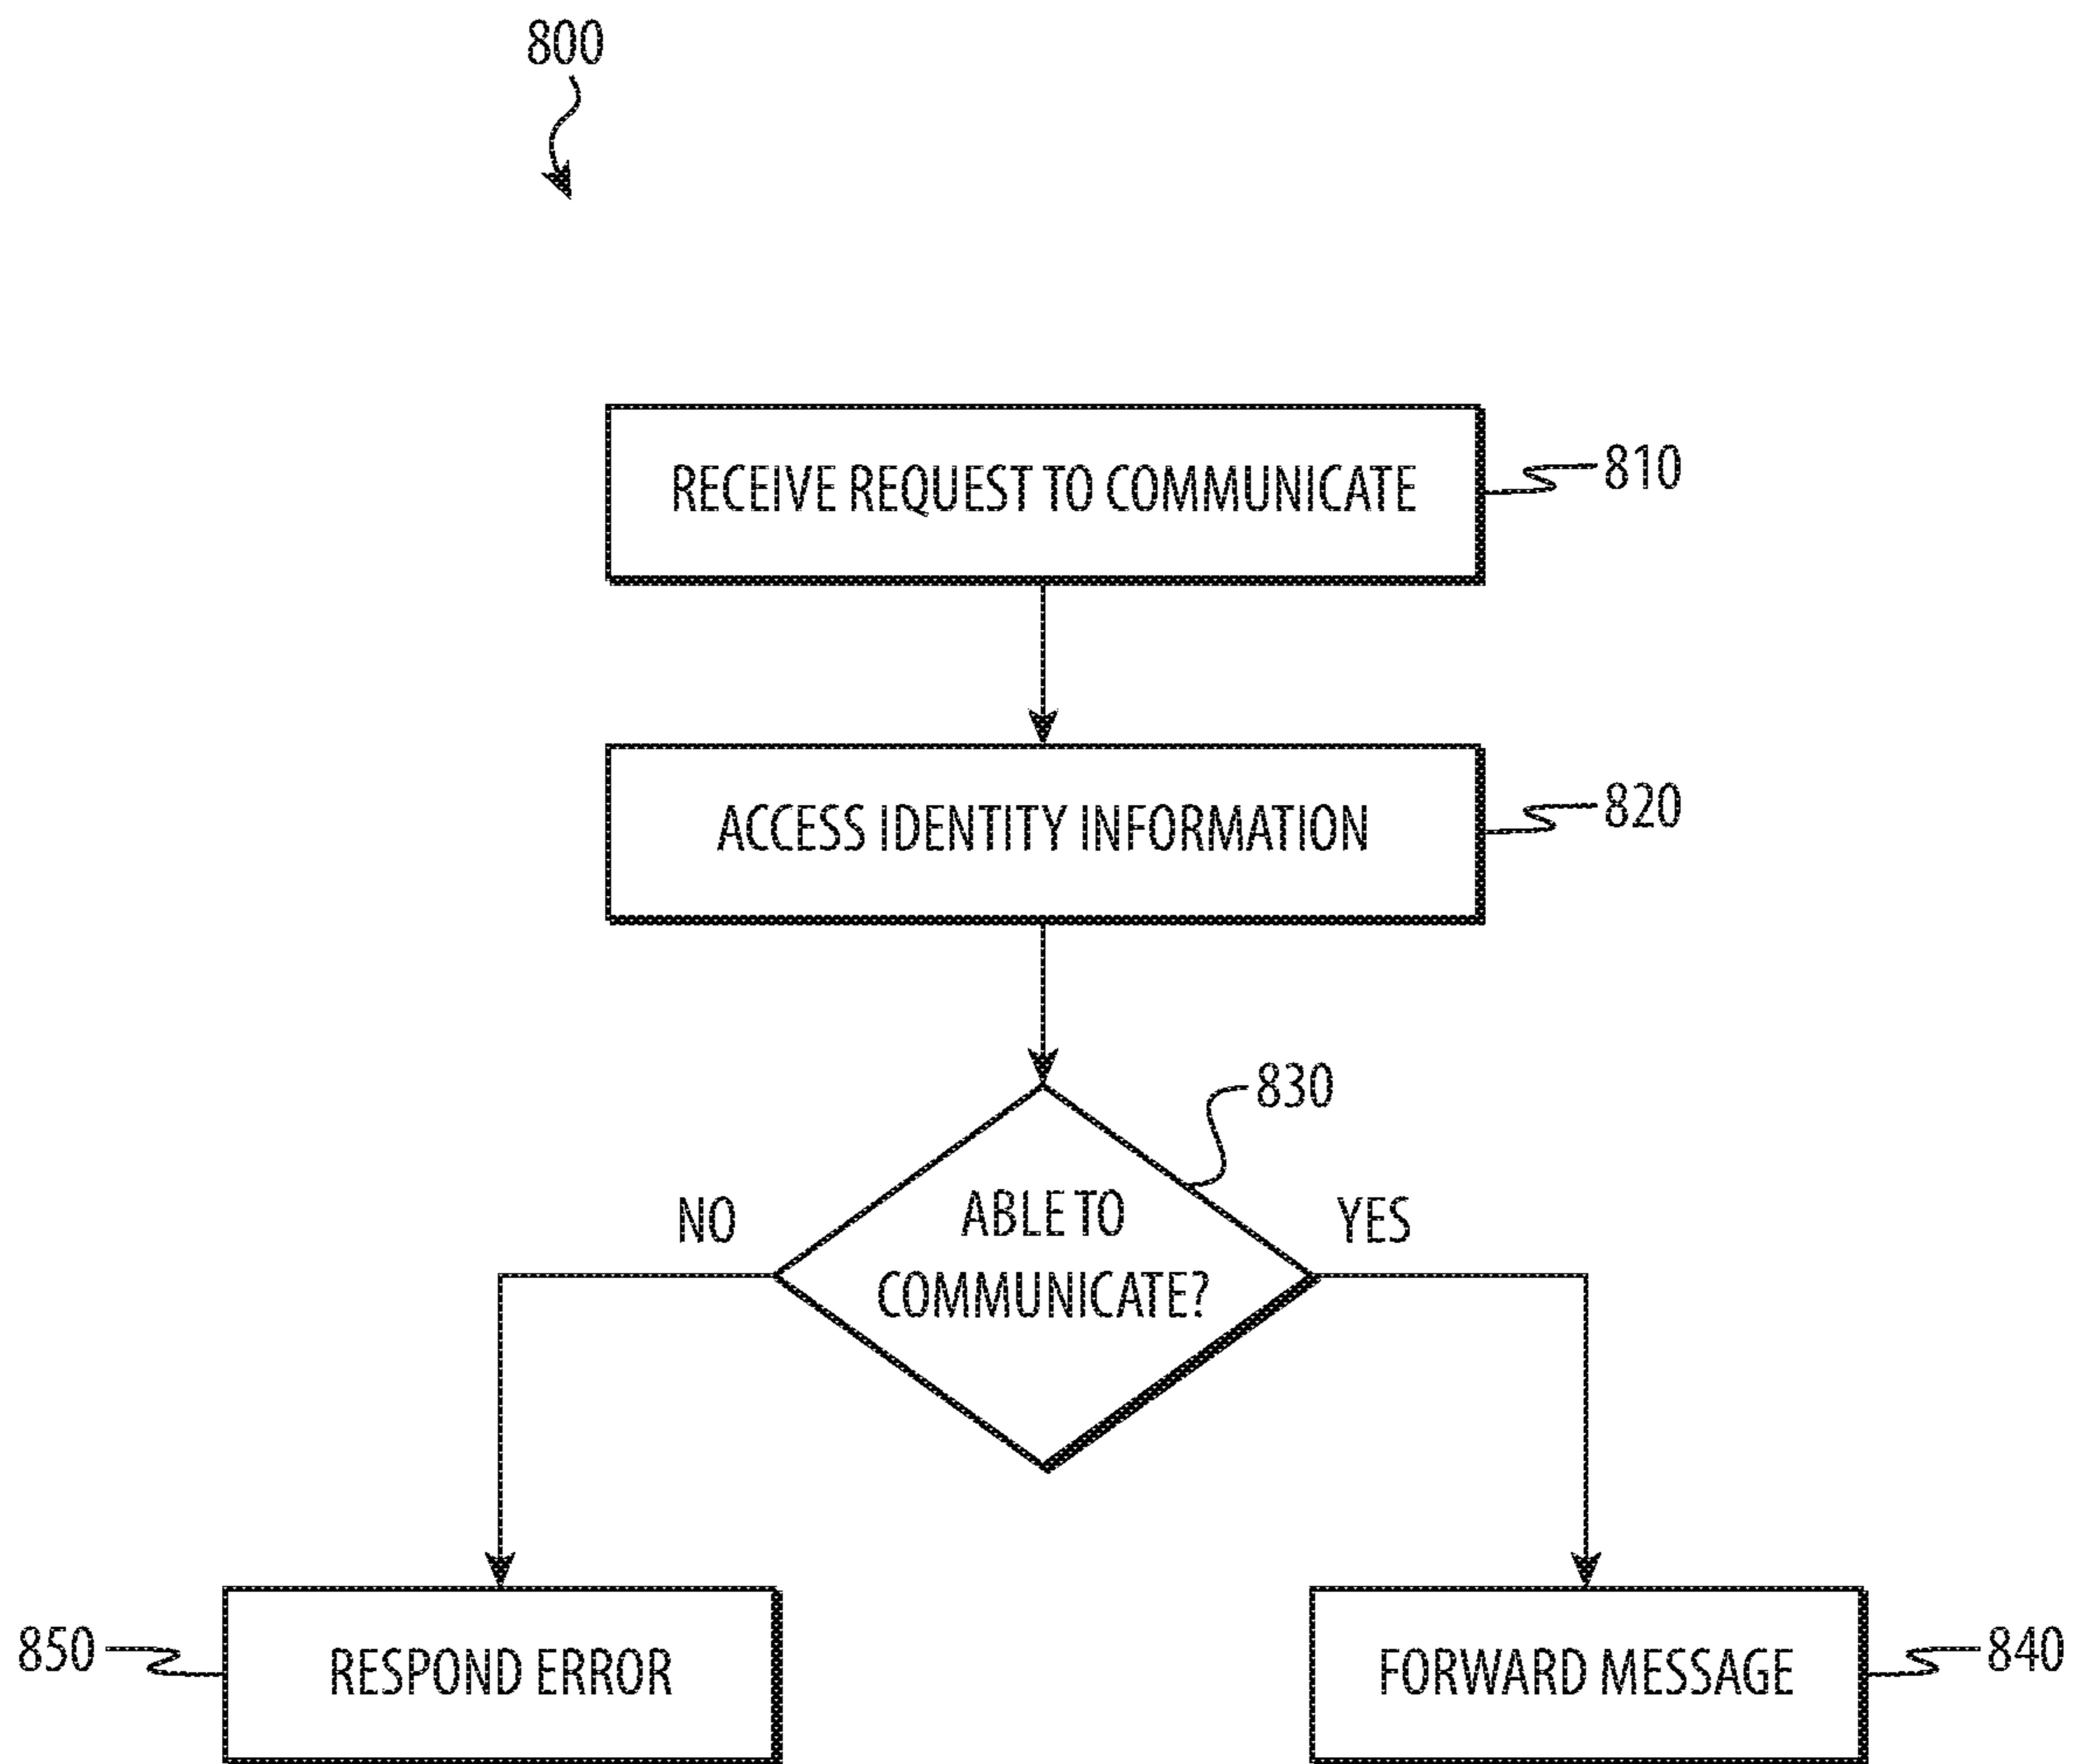 800
RECEIVE REQUEST TO COMMUNICATE
810
ACCESS IDENTITY INFORMATION
820
830
ABLE TO
COMMUNICATE?
NO
YES
850
RESPOND ERROR
FORWARD MESSAGE
840